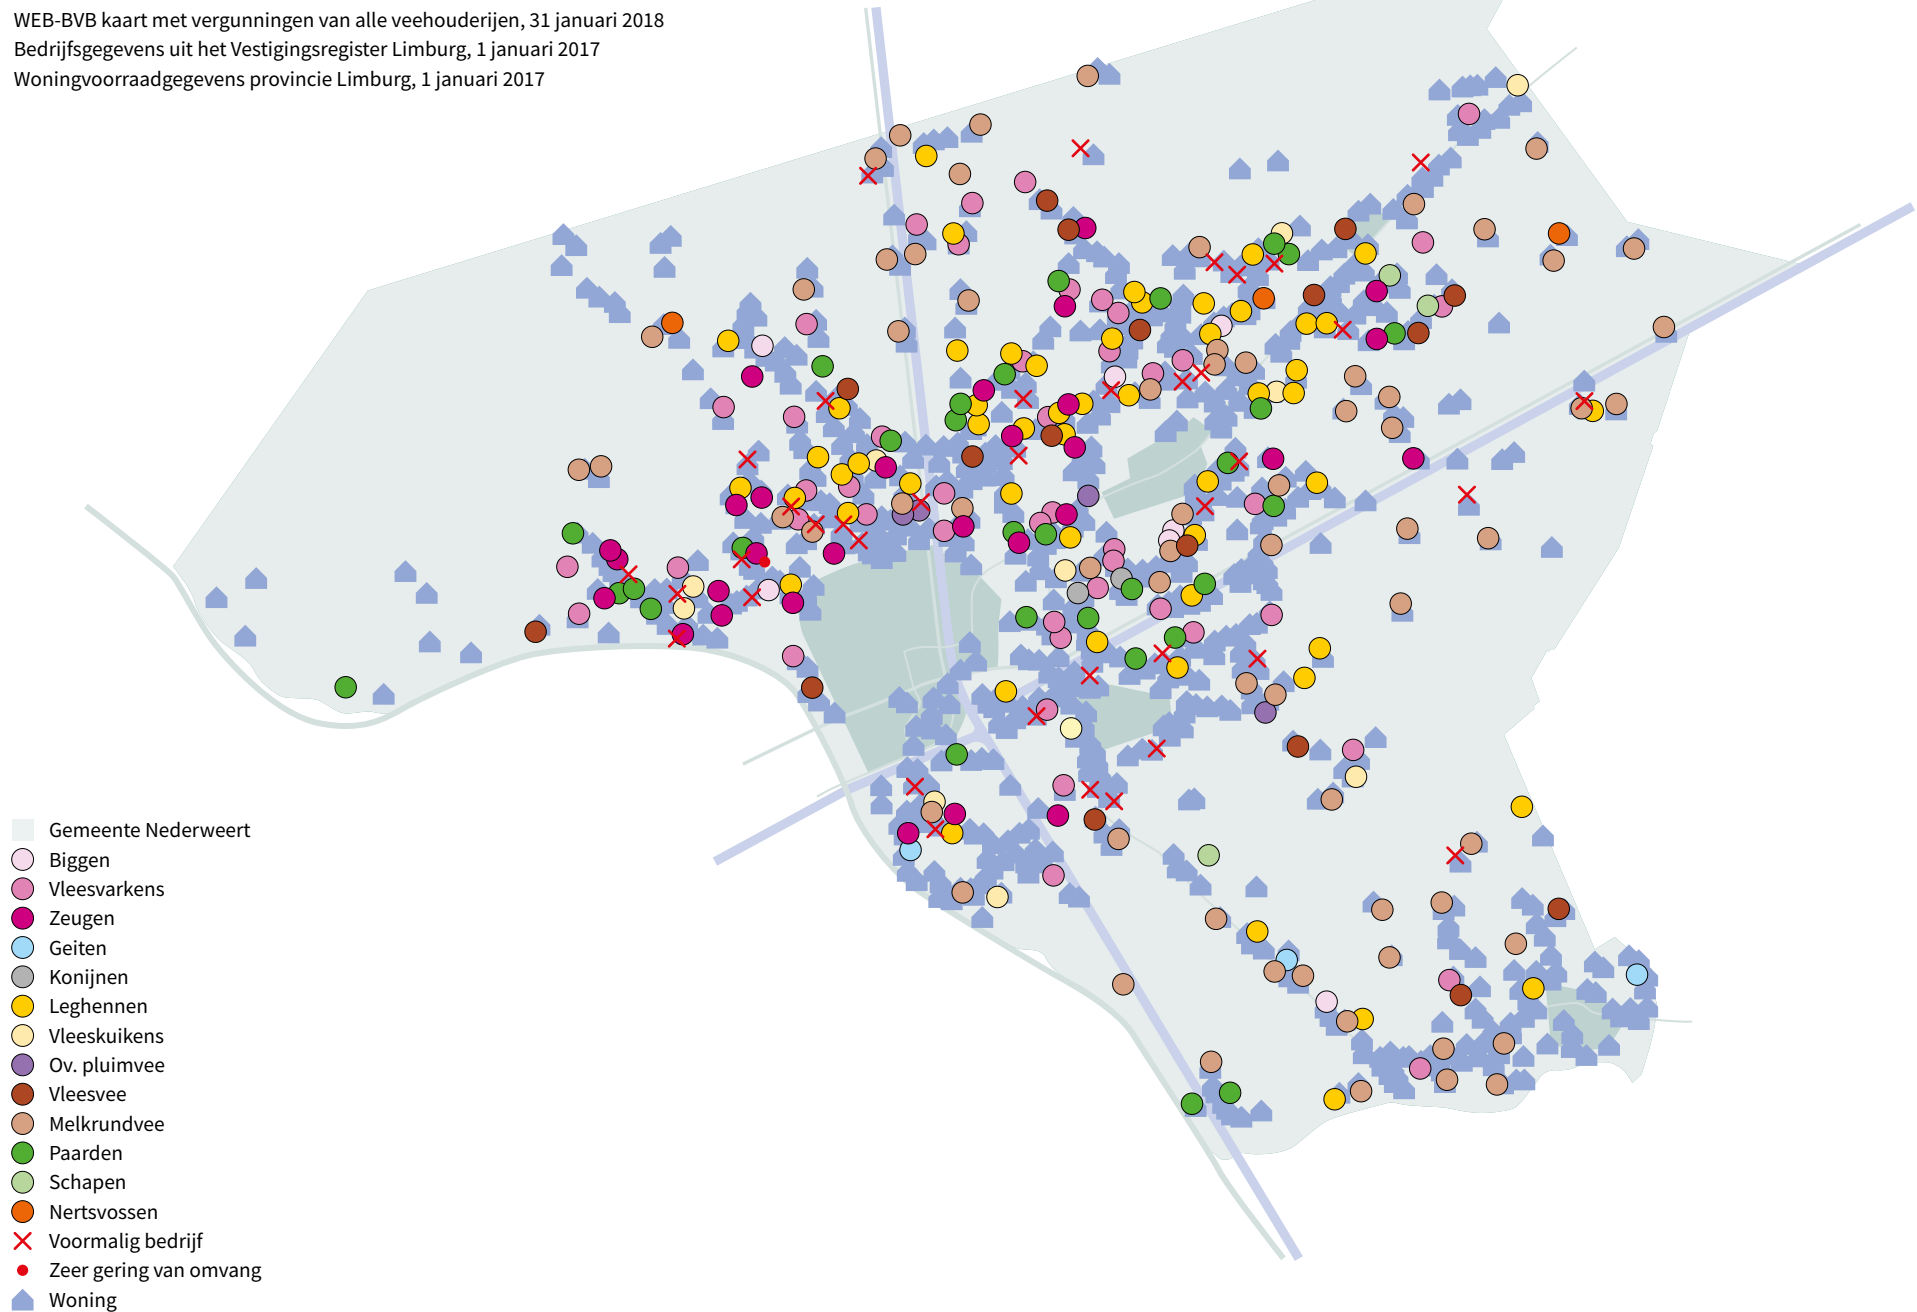 WEB-BVB kaart met vergunningen van alle veehouderijen, 31 januari 2018
Bedrijfsgegevens uit het Vestigingsregister Limburg, 1 januari 2017
Woningvoorraadgegevens provincie Limburg, 1 januari 2017
Gemeente Nederweert
Biggen
Vleesvarkens
Zeugen
Geiten
Konijnen
Leghennen
Vleeskuikens
Ov. pluimvee
Vleesvee
Melkrundvee
Paarden
Schapen
Nertsvossen
Voormalig bedrijf
Zeer gering van omvang
Woning